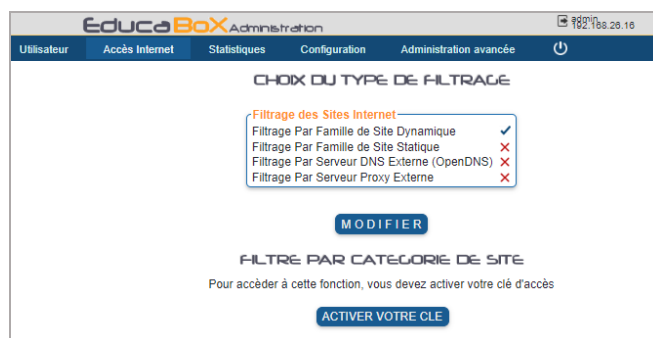 EducaBox Administration
admin
192.168.26.16
Utilisateur Accès Internet Statistiques Configuration Administration avancée
CHOIX DU TYPE DE FILTRAGE
Filtrage des Sites Internet
Filtrage Par Famille de Site Dynamique
Filtrage Par Famille de Site Statique
Filtrage Par Serveur DNS Externe (OpenDNS)
Filtrage Par Serveur Proxy Externe
MODIFIER
FILTRE PAR CATEGORIE DE SITE
Pour accèder à cette fonction, vous devez activer votre clé d'accès
ACTIVER VOTRE CLE